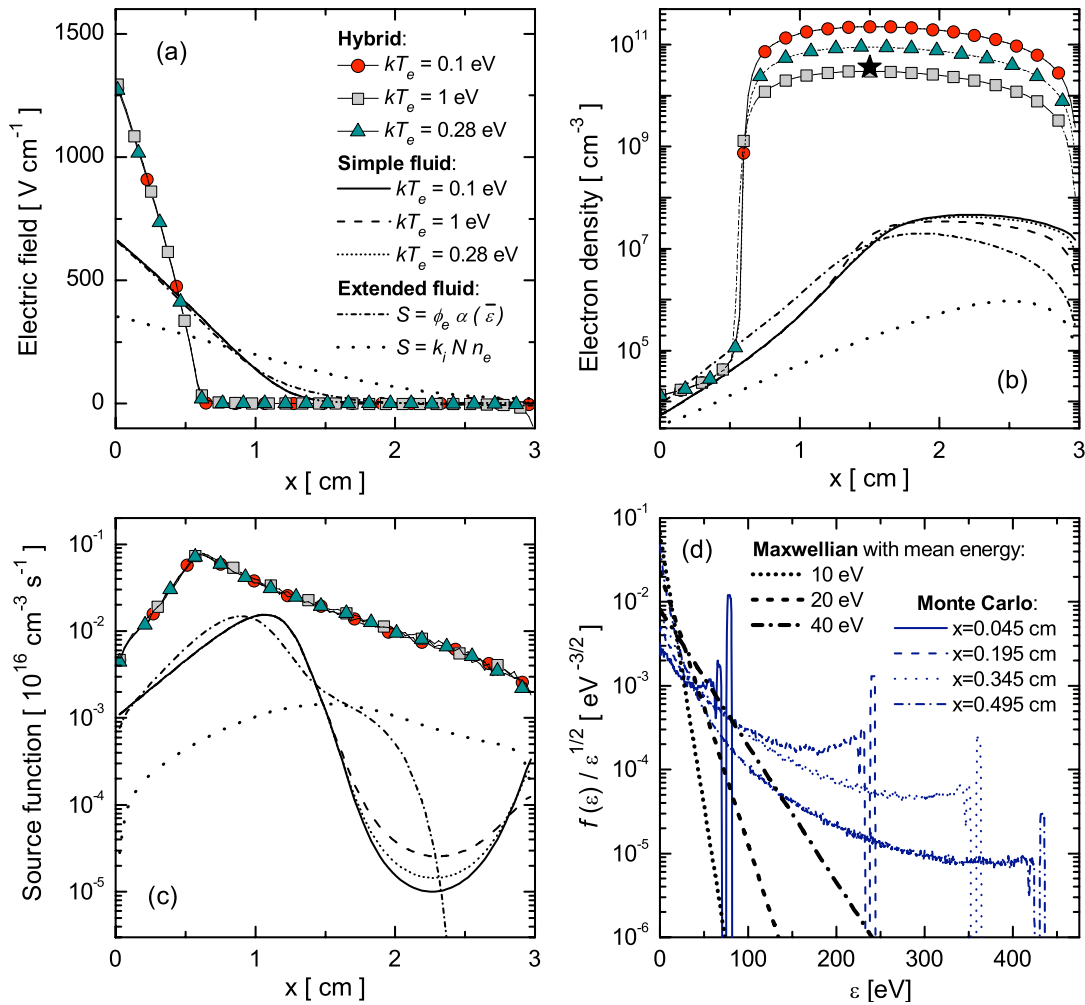 (a)
1500
1000
500
0
Electric field [ V cm⁻¹ ]
Hybrid:
kTₑ = 0.1 eV
kTₑ = 1 eV
kTₑ = 0.28 eV
Simple fluid:
kTₑ = 0.1 eV
kTₑ = 1 eV
kTₑ = 0.28 eV
Extended fluid:
S = ϕₑ α ( ε̄ )
S = kᵢ N nₑ
0 1 2 3
x [ cm ]
(b)
10¹¹
10⁹
10⁷
10⁵
Electron density [ cm⁻³ ]
0 1 2 3
x [ cm ]
(c)
10⁻¹
10⁻²
10⁻³
10⁻⁴
10⁻⁵
Source function [ 10¹⁶ cm⁻³ s⁻¹ ]
0 1 2 3
x [ cm ]
(d)
10⁻¹
10⁻²
10⁻³
10⁻⁴
10⁻⁵
10⁻⁶
f (ε) / ε¹ᐟ² [ eV⁻³ᐟ² ]
Maxwellian with mean energy:
10 eV
20 eV
40 eV
Monte Carlo:
x=0.045 cm
x=0.195 cm
x=0.345 cm
x=0.495 cm
0 100 200 300 400
ε [eV]